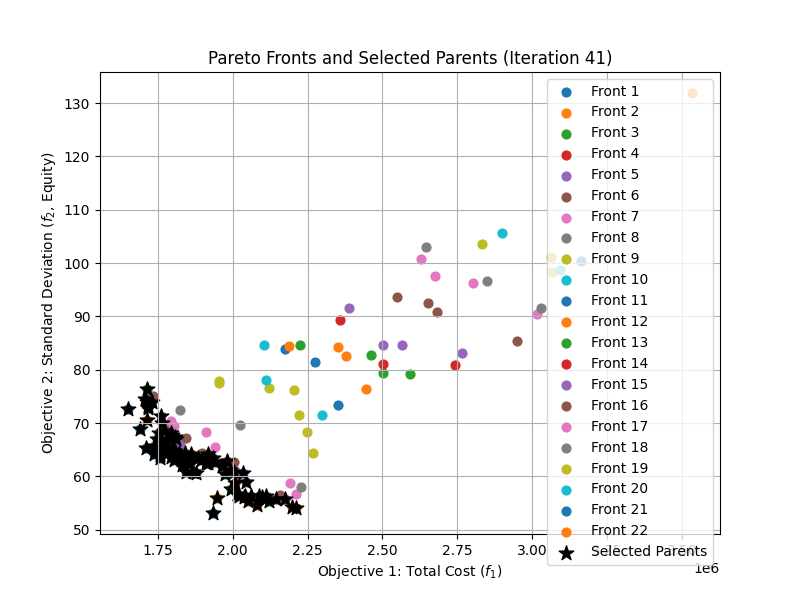 Pareto Fronts and Selected Parents (Iteration 41)
Objective 2: Standard Deviation (f₂, Equity)
130
120
110
100
90
80
70
60
50
1.75
2.00
2.25
2.50
2.75
3.00
1e6
Objective 1: Total Cost (f₁)
Front 1
Front 2
Front 3
Front 4
Front 5
Front 6
Front 7
Front 8
Front 9
Front 10
Front 11
Front 12
Front 13
Front 14
Front 15
Front 16
Front 17
Front 18
Front 19
Front 20
Front 21
Front 22
Selected Parents